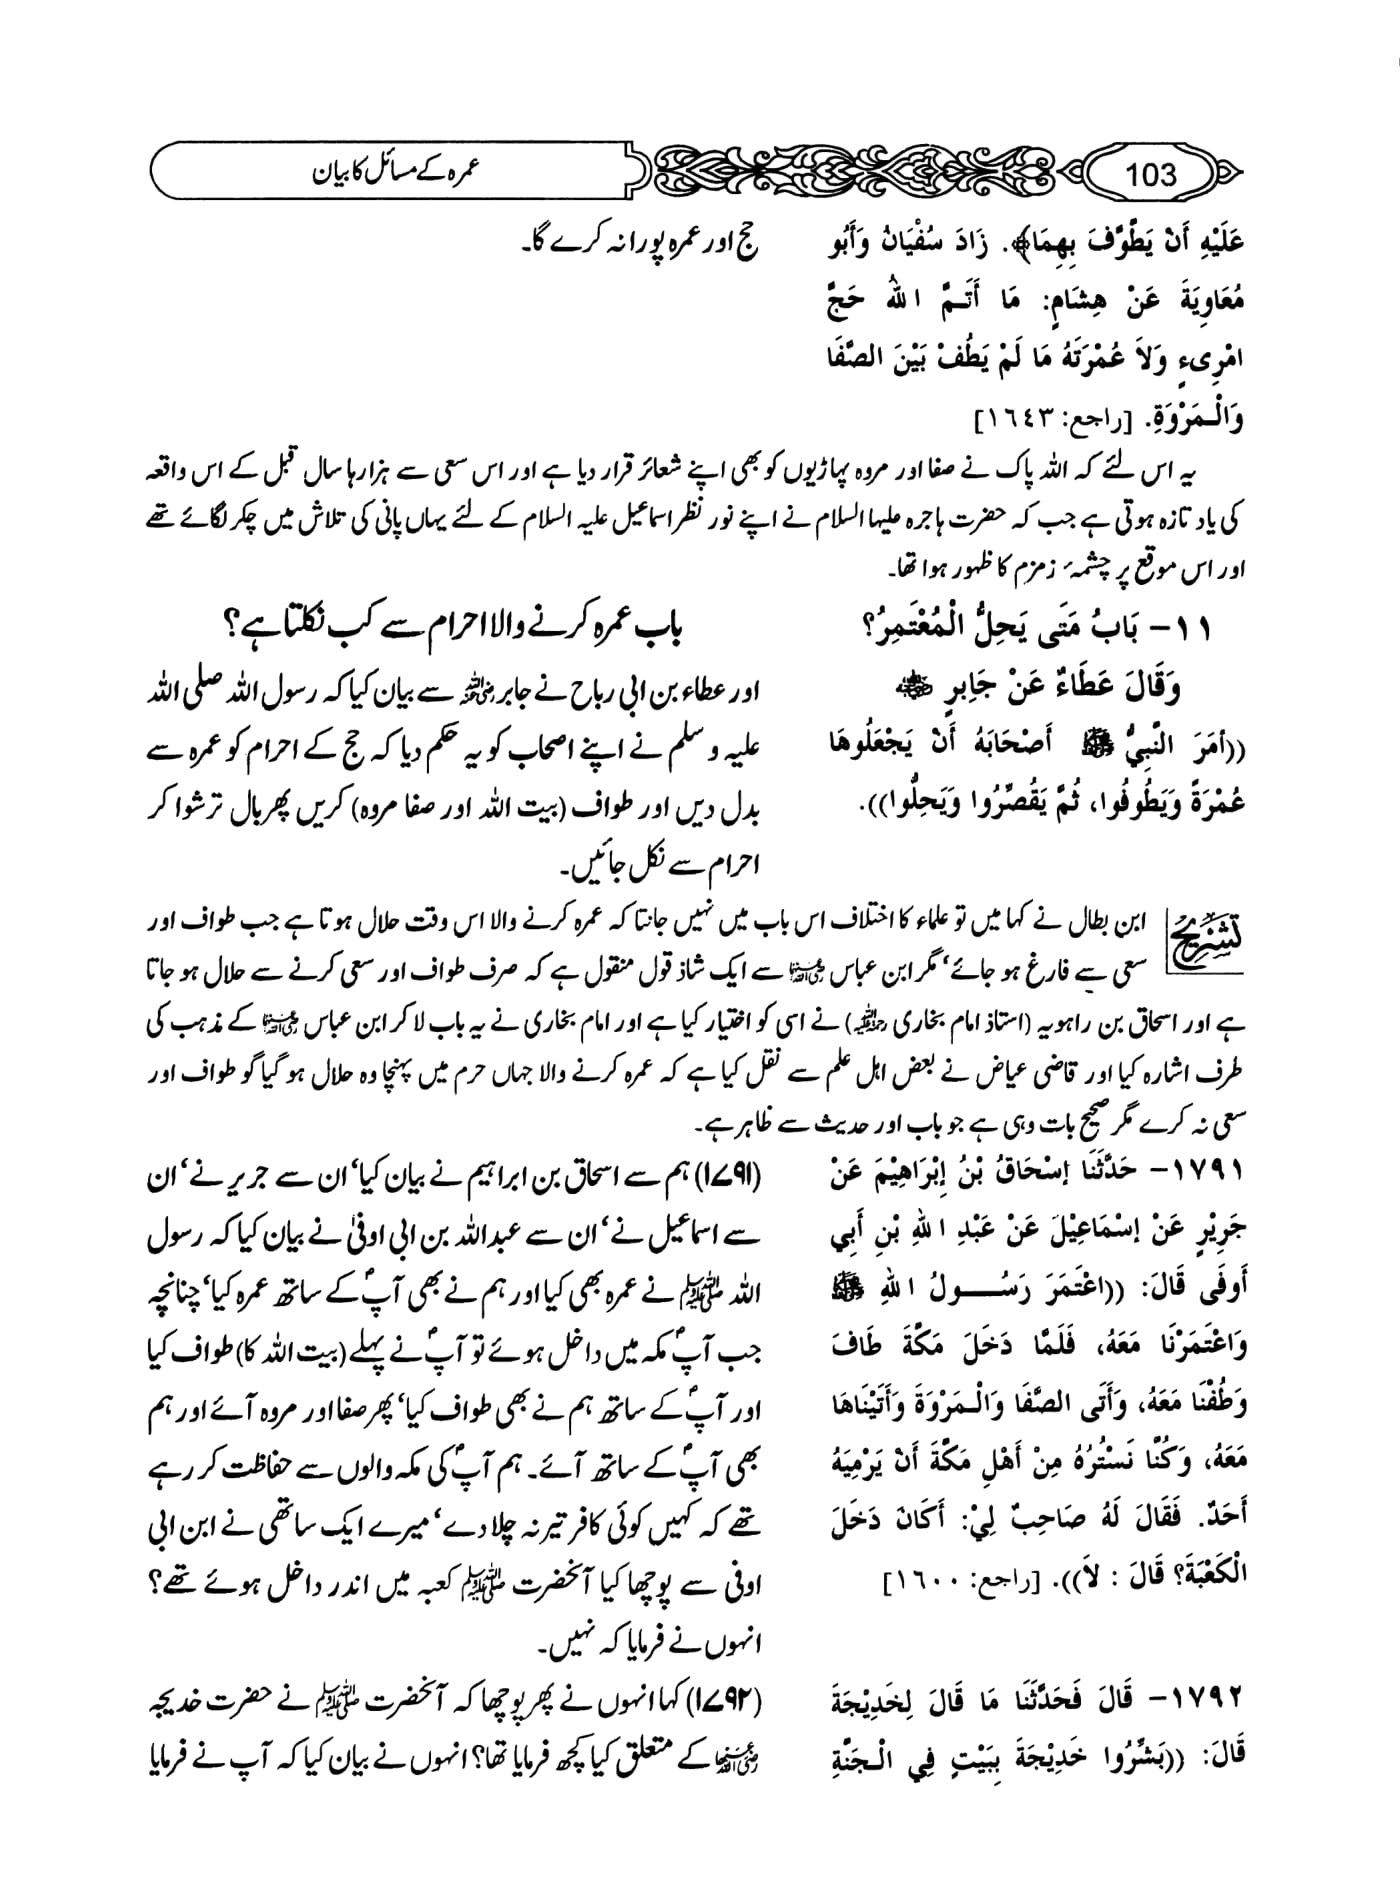 103
عمرہ کے مسائل کا بیان
عَلَيْهِ أَنْ يَطَّوَّفَ بِهِمَا﴾. زَادَ سُفْيَانُ وَأَبُو
مُعَاوِيَةَ عَنْ هِشَامٍ: مَا أَتَمَّ اللهُ حَجَّ
امْرِیءٍ وَلاَ عُمْرَتَهُ مَا لَمْ يَطُفْ بَيْنَ الصَّفَا
وَالْـمَرْوَةِ. [راجع: ١٦٤٣]
حج اور عمرہ پورا نہ کرے گا۔
یہ اس لئے کہ اللہ پاک نے صفا اور مروہ پہاڑیوں کو بھی اپنے شعائر قرار دیا ہے اور اس سعی سے ہزارہا سال قبل کے اس واقعہ
کی یاد تازہ ہوتی ہے جب کہ حضرت ہاجرہ علیہا السلام نے اپنے نور نظر اسماعیل علیہ السلام کے لئے یہاں پانی کی تلاش میں چکر لگائے تھے
اور اس موقع پر چشمۂ زمزم کا ظہور ہوا تھا۔
١١- بَابُ مَتَى يَحِلُّ الْمُعْتَمِرُ؟
وَقَالَ عَطَاءٌ عَنْ جَابِرٍ ﷺ
((أمَرَ النَّبِيُّ ﷺ أَصْحَابَهُ أَنْ يَجْعَلُوهَا
عُمْرَةً وَيَطُوفُوا، ثُمَّ يَقَصِّرُوا وَيَحِلُّوا)).
باب عمرہ کرنے والا احرام سے کب نکلتا ہے؟
اور عطاء بن ابی رباح نے جابر رضی اللہ عنہ سے بیان کیا کہ رسول اللہ صلی اللہ
علیہ و سلم نے اپنے اصحاب کو یہ حکم دیا کہ حج کے احرام کو عمرہ سے
بدل دیں اور طواف (بیت اللہ اور صفا مروہ) کریں پھر بال ترشوا کر
احرام سے نکل جائیں۔
تشریح
ابن بطال نے کہا میں تو علماء کا اختلاف اس باب میں نہیں جانتا کہ عمرہ کرنے والا اس وقت حلال ہوتا ہے جب طواف اور
سعی سے فارغ ہو جائے‘ مگر ابن عباس رضی اللہ عنہما سے ایک شاذ قول منقول ہے کہ صرف طواف اور سعی کرنے سے حلال ہو جاتا
ہے اور اسحاق بن راہویہ (استاذ امام بخاری رحمۃ اللہ علیہ) نے اسی کو اختیار کیا ہے اور امام بخاری نے یہ باب لا کر ابن عباس رضی اللہ عنہما کے مذہب کی
طرف اشارہ کیا اور قاضی عیاض نے بعض اہل علم سے نقل کیا ہے کہ عمرہ کرنے والا جہاں حرم میں پہنچا وہ حلال ہو گیا گو طواف اور
سعی نہ کرے مگر صحیح بات وہی ہے جو باب اور حدیث سے ظاہر ہے۔
١٧٩١- حَدَّثَنَا إسْحَاقُ بْنُ إِبْرَاهِيْمَ عَنْ
جَرِيْرٍ عَنْ إسْمَاعِيْلَ عَنْ عَبْدِ اللهِ بْنِ أَبِي
أَوفَى قَالَ: ((اعْتَمَرَ رَسُـــولُ اللهِ ﷺ
وَاعْتَمَرْنَا مَعَهُ، فَلَمَّا دَخَلَ مَكَّةَ طَافَ
وَطُفْنَا مَعَهُ، وَأَتَى الصَّفَا وَالْـمَرْوَةَ وَأَتَيْنَاهَا
مَعَهُ، وَكُنَّا نَسْتُرُهُ مِنْ أَهْلِ مَكَّةَ أَنْ يَرْمِيَهُ
أَحَدٌ. فَقَالَ لَهُ صَاحِبٌ لِيْ: أَكَانَ دَخَلَ
الْكَعْبَةَ؟ قَالَ : لاَ)). [راجع: ١٦٠٠]
(۱۷۹۱) ہم سے اسحاق بن ابراہیم نے بیان کیا‘ ان سے جریر نے‘ ان
سے اسماعیل نے‘ ان سے عبداللہ بن ابی اوفیٰ نے بیان کیا کہ رسول
اللہ ﷺ نے عمرہ بھی کیا اور ہم نے بھی آپؐ کے ساتھ عمرہ کیا‘ چنانچہ
جب آپؐ مکہ میں داخل ہوئے تو آپؐ نے پہلے (بیت اللہ کا) طواف کیا
اور آپؐ کے ساتھ ہم نے بھی طواف کیا‘ پھر صفا اور مروہ آئے اور ہم
بھی آپؐ کے ساتھ آئے۔ ہم آپؐ کی مکہ والوں سے حفاظت کر رہے
تھے کہ کہیں کوئی کافر تیر نہ چلا دے‘ میرے ایک ساتھی نے ابن ابی
اوفی سے پوچھا کیا آنحضرت ﷺ کعبہ میں اندر داخل ہوئے تھے؟
انہوں نے فرمایا کہ نہیں۔
١٧٩٢- قَالَ فَحَدِّثْنَا مَا قَالَ لِخَدِيْجَةَ
قَالَ: ((بَشِّرُوا خَدِيْجَةَ بِبَيْتٍ فِي الْـجَنَّةِ
(۱۷۹۲) کہا انہوں نے پھر پوچھا کہ آنحضرت ﷺ نے حضرت خدیجہ
رضی اللہ عنہا کے متعلق کیا کچھ فرمایا تھا؟ انہوں نے بیان کیا کہ آپ نے فرمایا